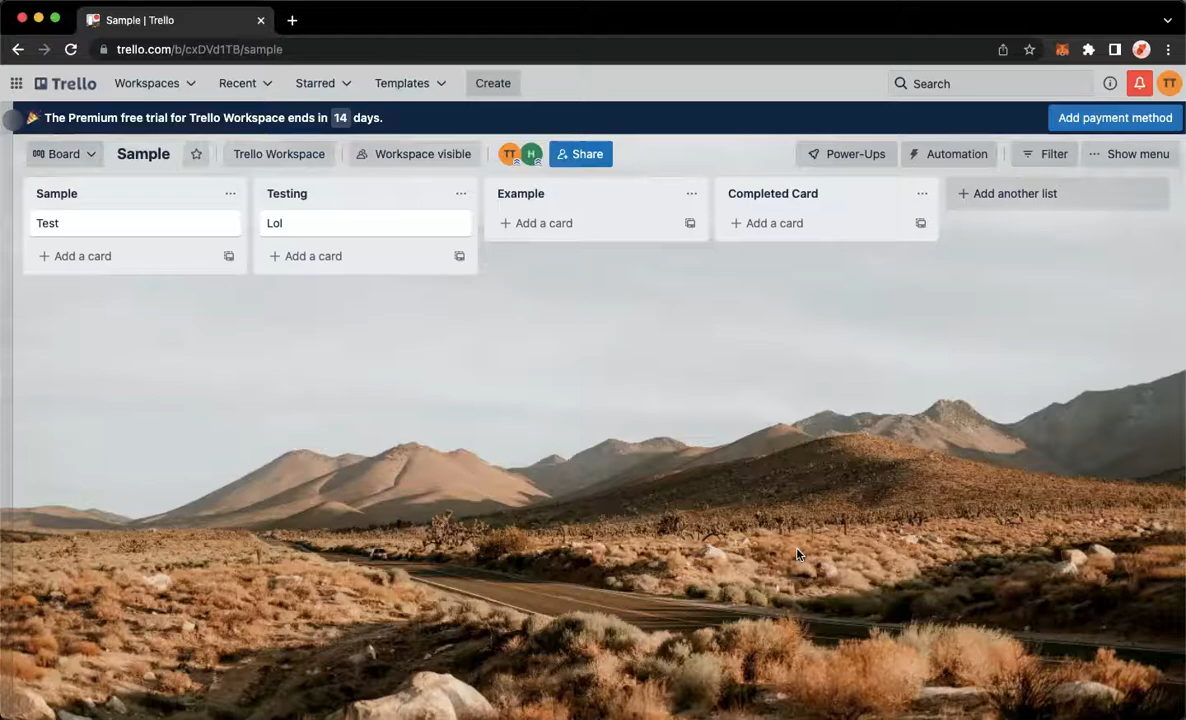 Sample | Trello
trello.com/b/cxDVd1TB/sample
Trello Workspaces Recent Starred Templates Create Search TT
The Premium free trial for Trello Workspace ends in 14 days. Add payment method
Board Sample Trello Workspace Workspace visible TT H Share Power-Ups Automation Filter Show menu
Sample Testing Example Completed Card + Add another list
Test Lol + Add a card + Add a card
+ Add a card + Add a card